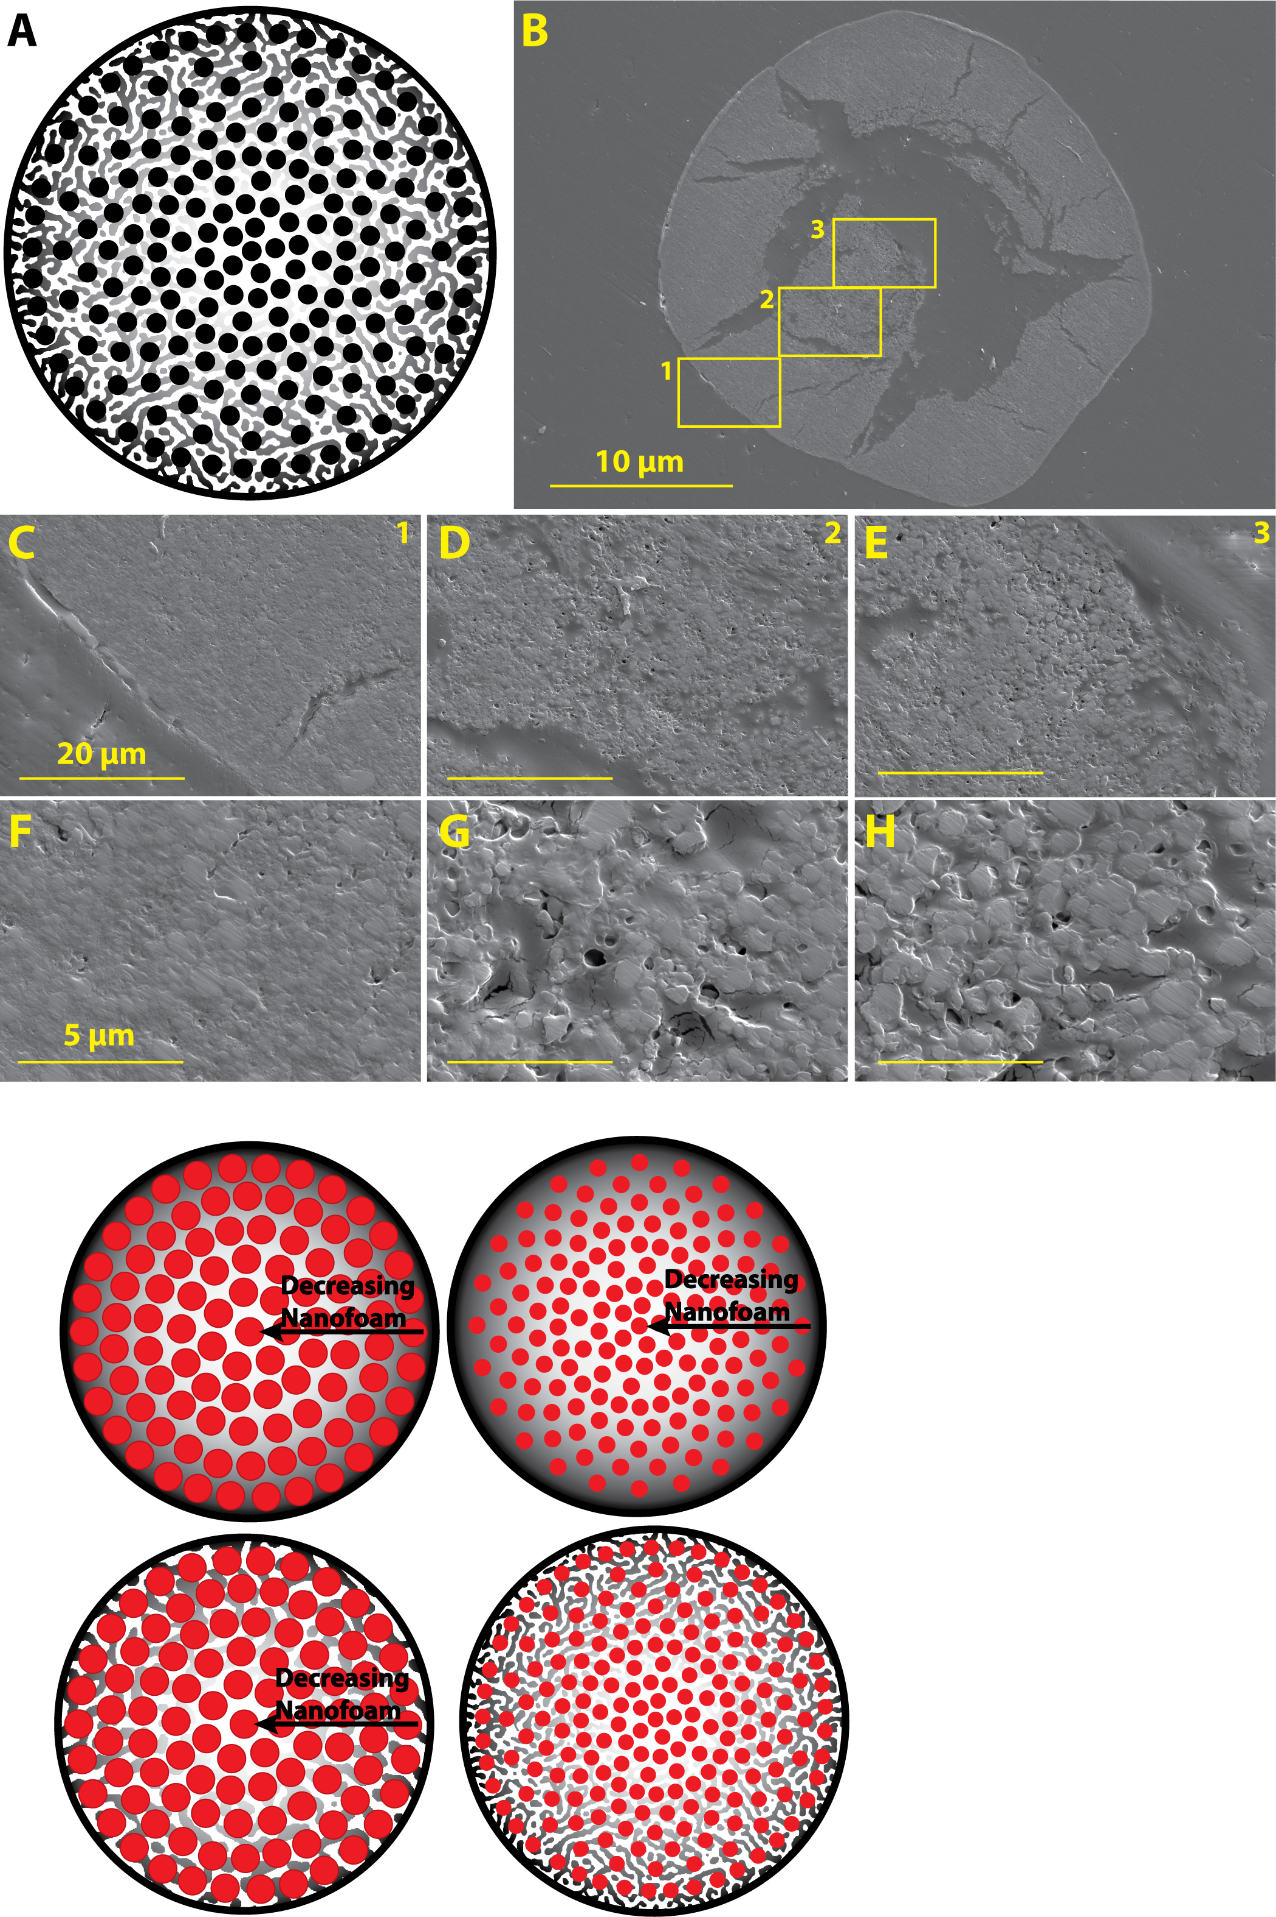 A
B
3
2
1
10 µm
C
1
D
2
E
3
20 µm
F
G
H
5 µm
Decreasing
Nanofoam
Decreasing
Nanofoam
Decreasing
Nanofoam